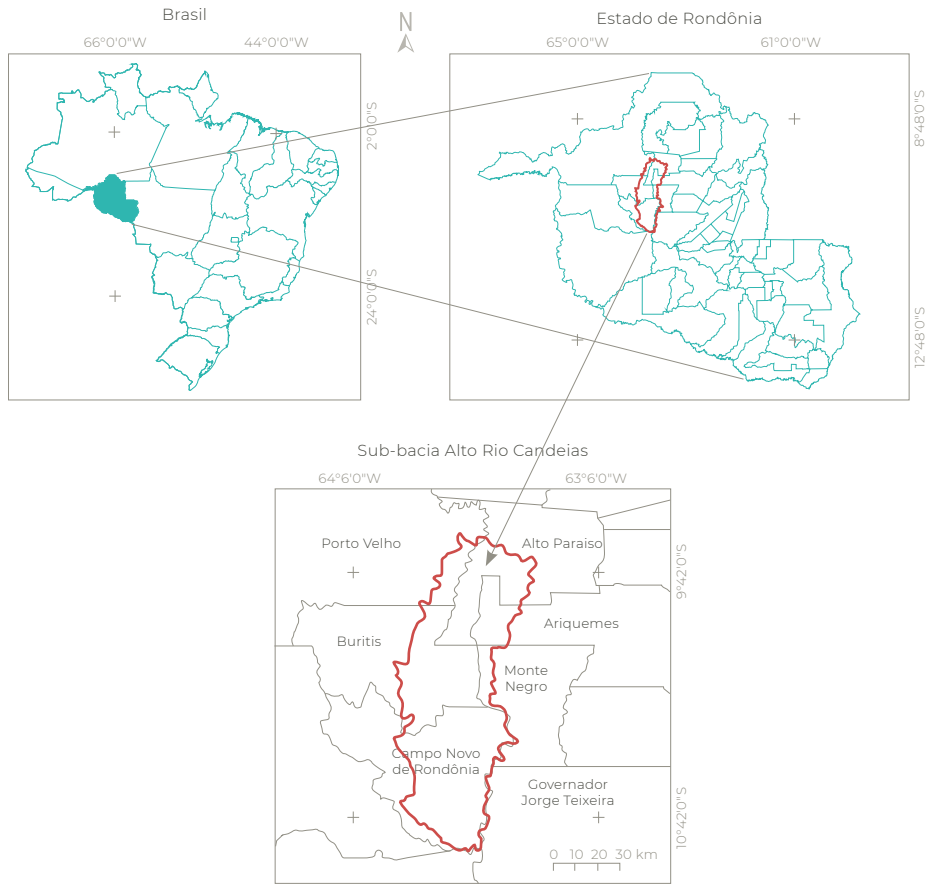 Brasil
N
Estado de Rondônia
66°0'0"W
44°0'0"W
65°0'0"W
61°0'0"W
2°0'0"S
24°0'0"S
8°48'0"S
12°48'0"S
Sub-bacia Alto Rio Candeias
64°6'0"W
63°6'0"W
Porto Velho
Alto Paraiso
9°42'0"S
Ariquemes
Buritis
Monte
Negro
Campo Novo
de Rondônia
Governador
Jorge Teixeira
10°42'0"S
0 10 20 30 km